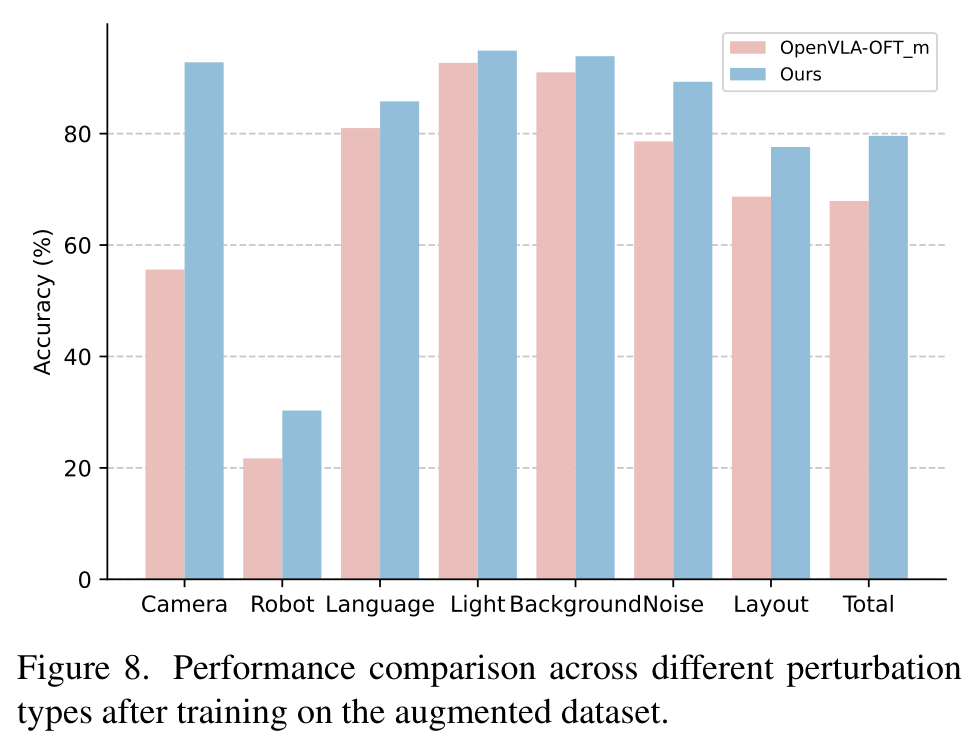 OpenVLA-OFT_m
Ours
80
60
40
20
0
Accuracy (%)
Camera Robot Language Light Background Noise Layout Total
Figure 8. Performance comparison across different perturbation
types after training on the augmented dataset.